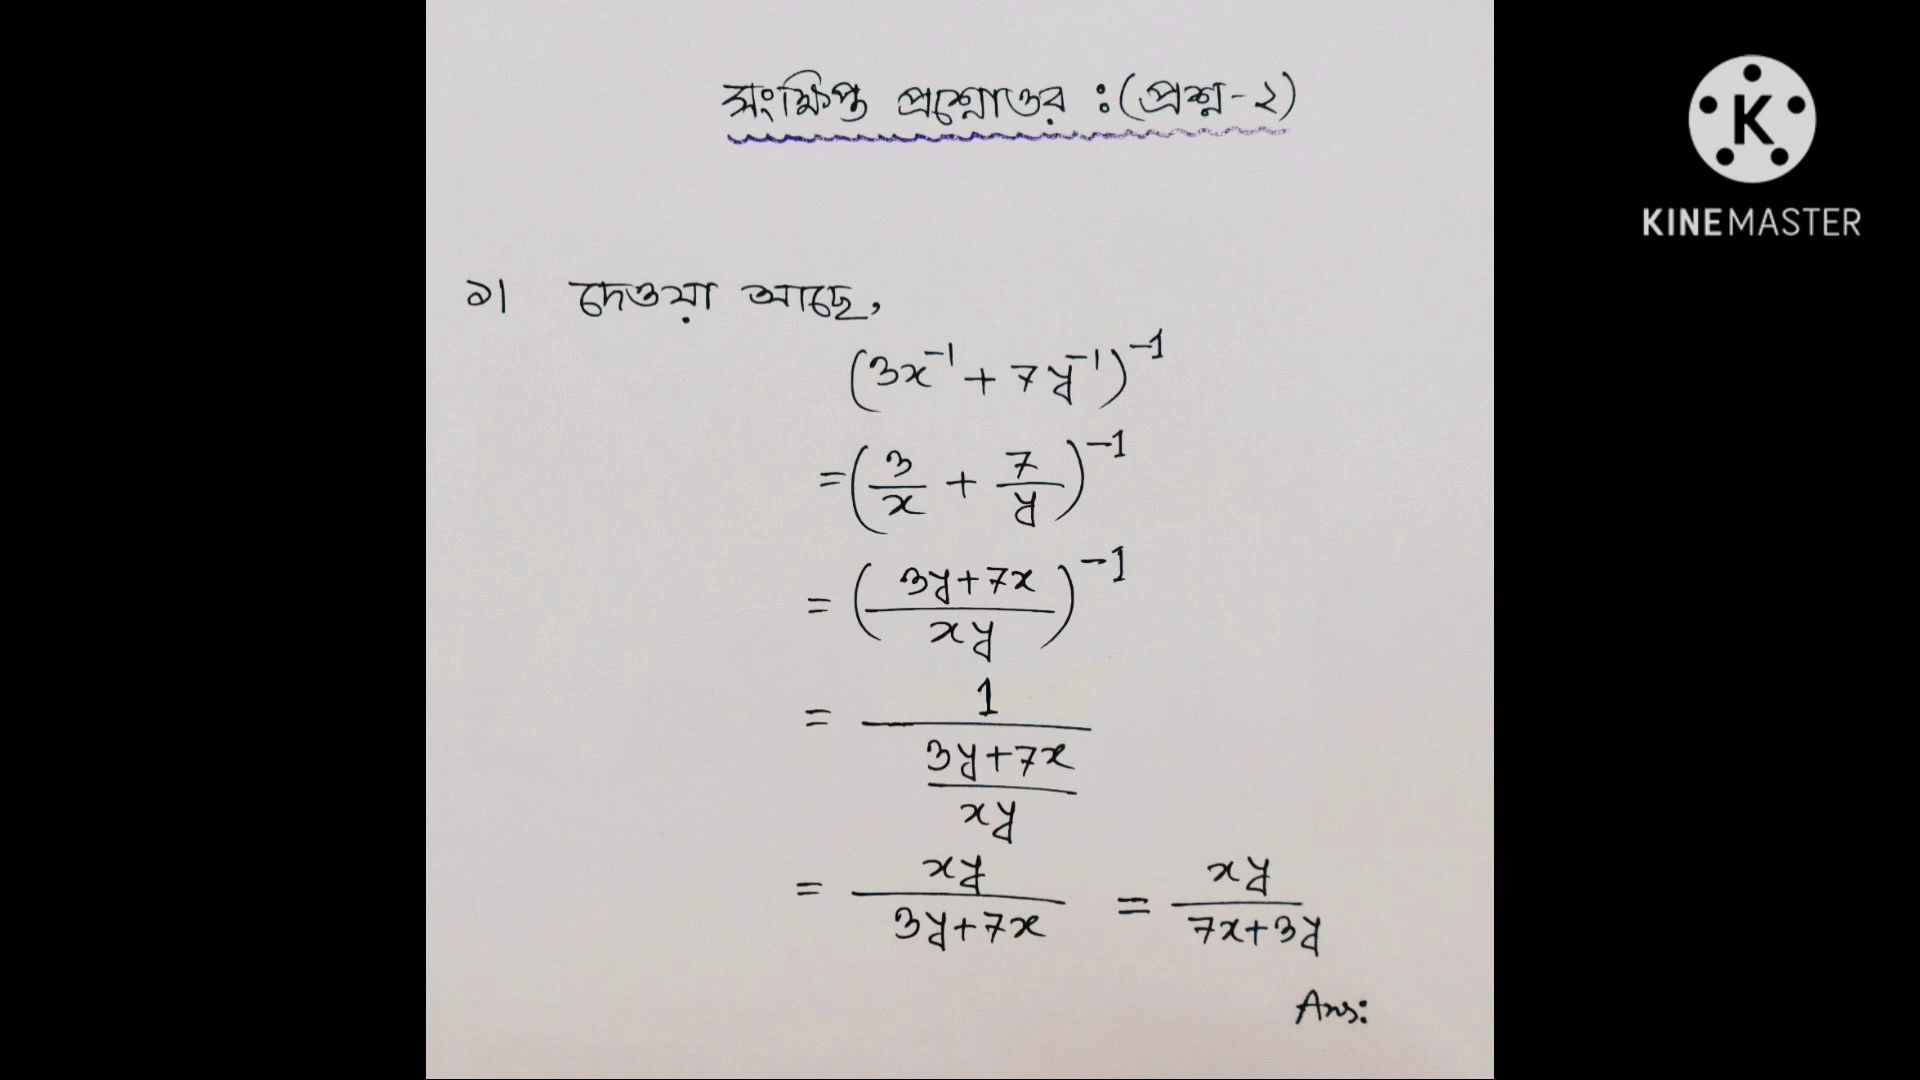 সংক্ষিপ্ত প্রশ্নোত্তর : (প্রশ্ন-২)
K
KINEMASTER
১। দেওয়া আছে,
(3x⁻¹ + 7y⁻¹)⁻¹
= (3/x + 7/y)⁻¹
= ((3y+7x)/xy)⁻¹
= 1/((3y+7x)/xy)
= xy/(3y+7x) = xy/(7x+3y)
Ans: